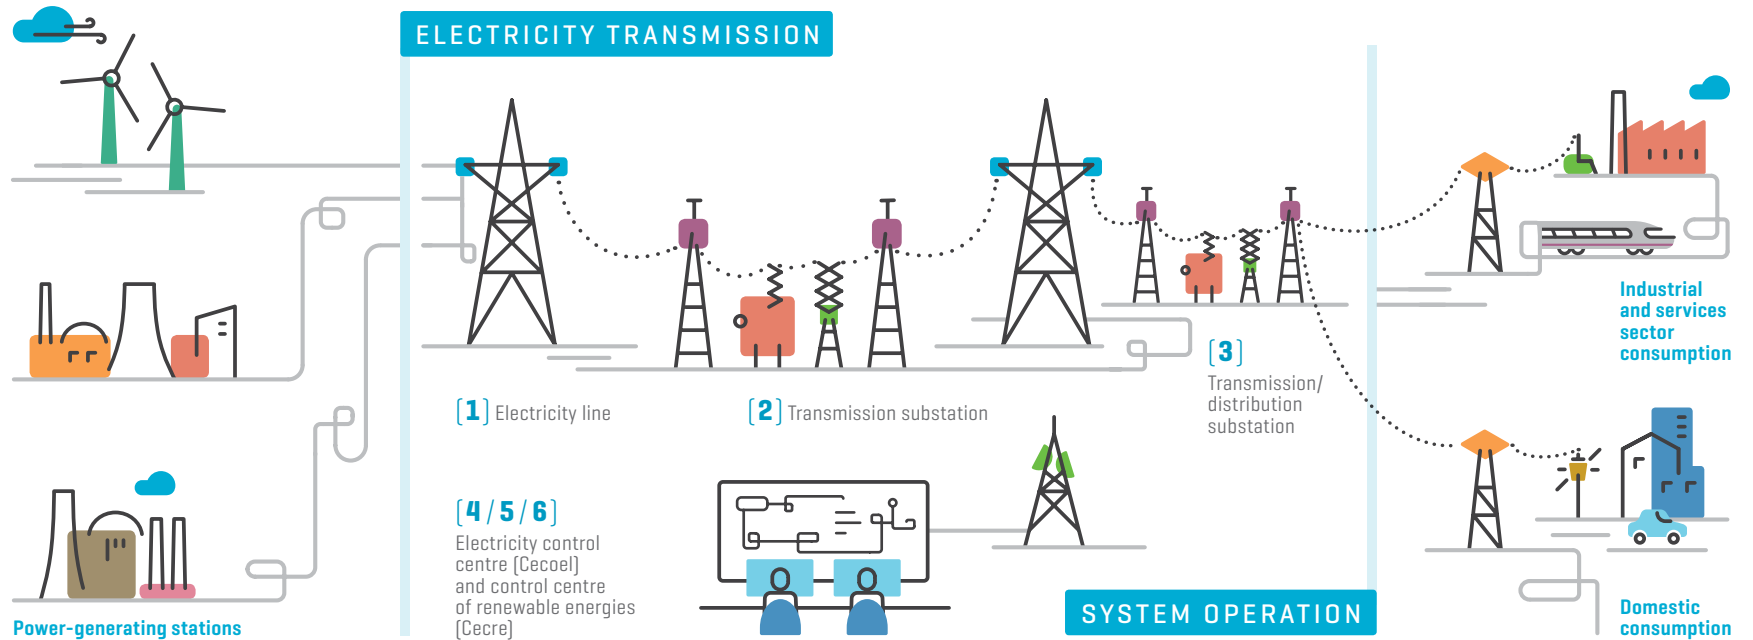 ELECTRICITY TRANSMISSION
Industrial
and services
sector
consumption
[3]
Transmission/
distribution
substation
[1] Electricity line
[2] Transmission substation
[4/5/6]
Electricity control
centre (Cecoel)
and control centre
of renewable energies
(Cecre)
SYSTEM OPERATION
Power-generating stations
Domestic
consumption